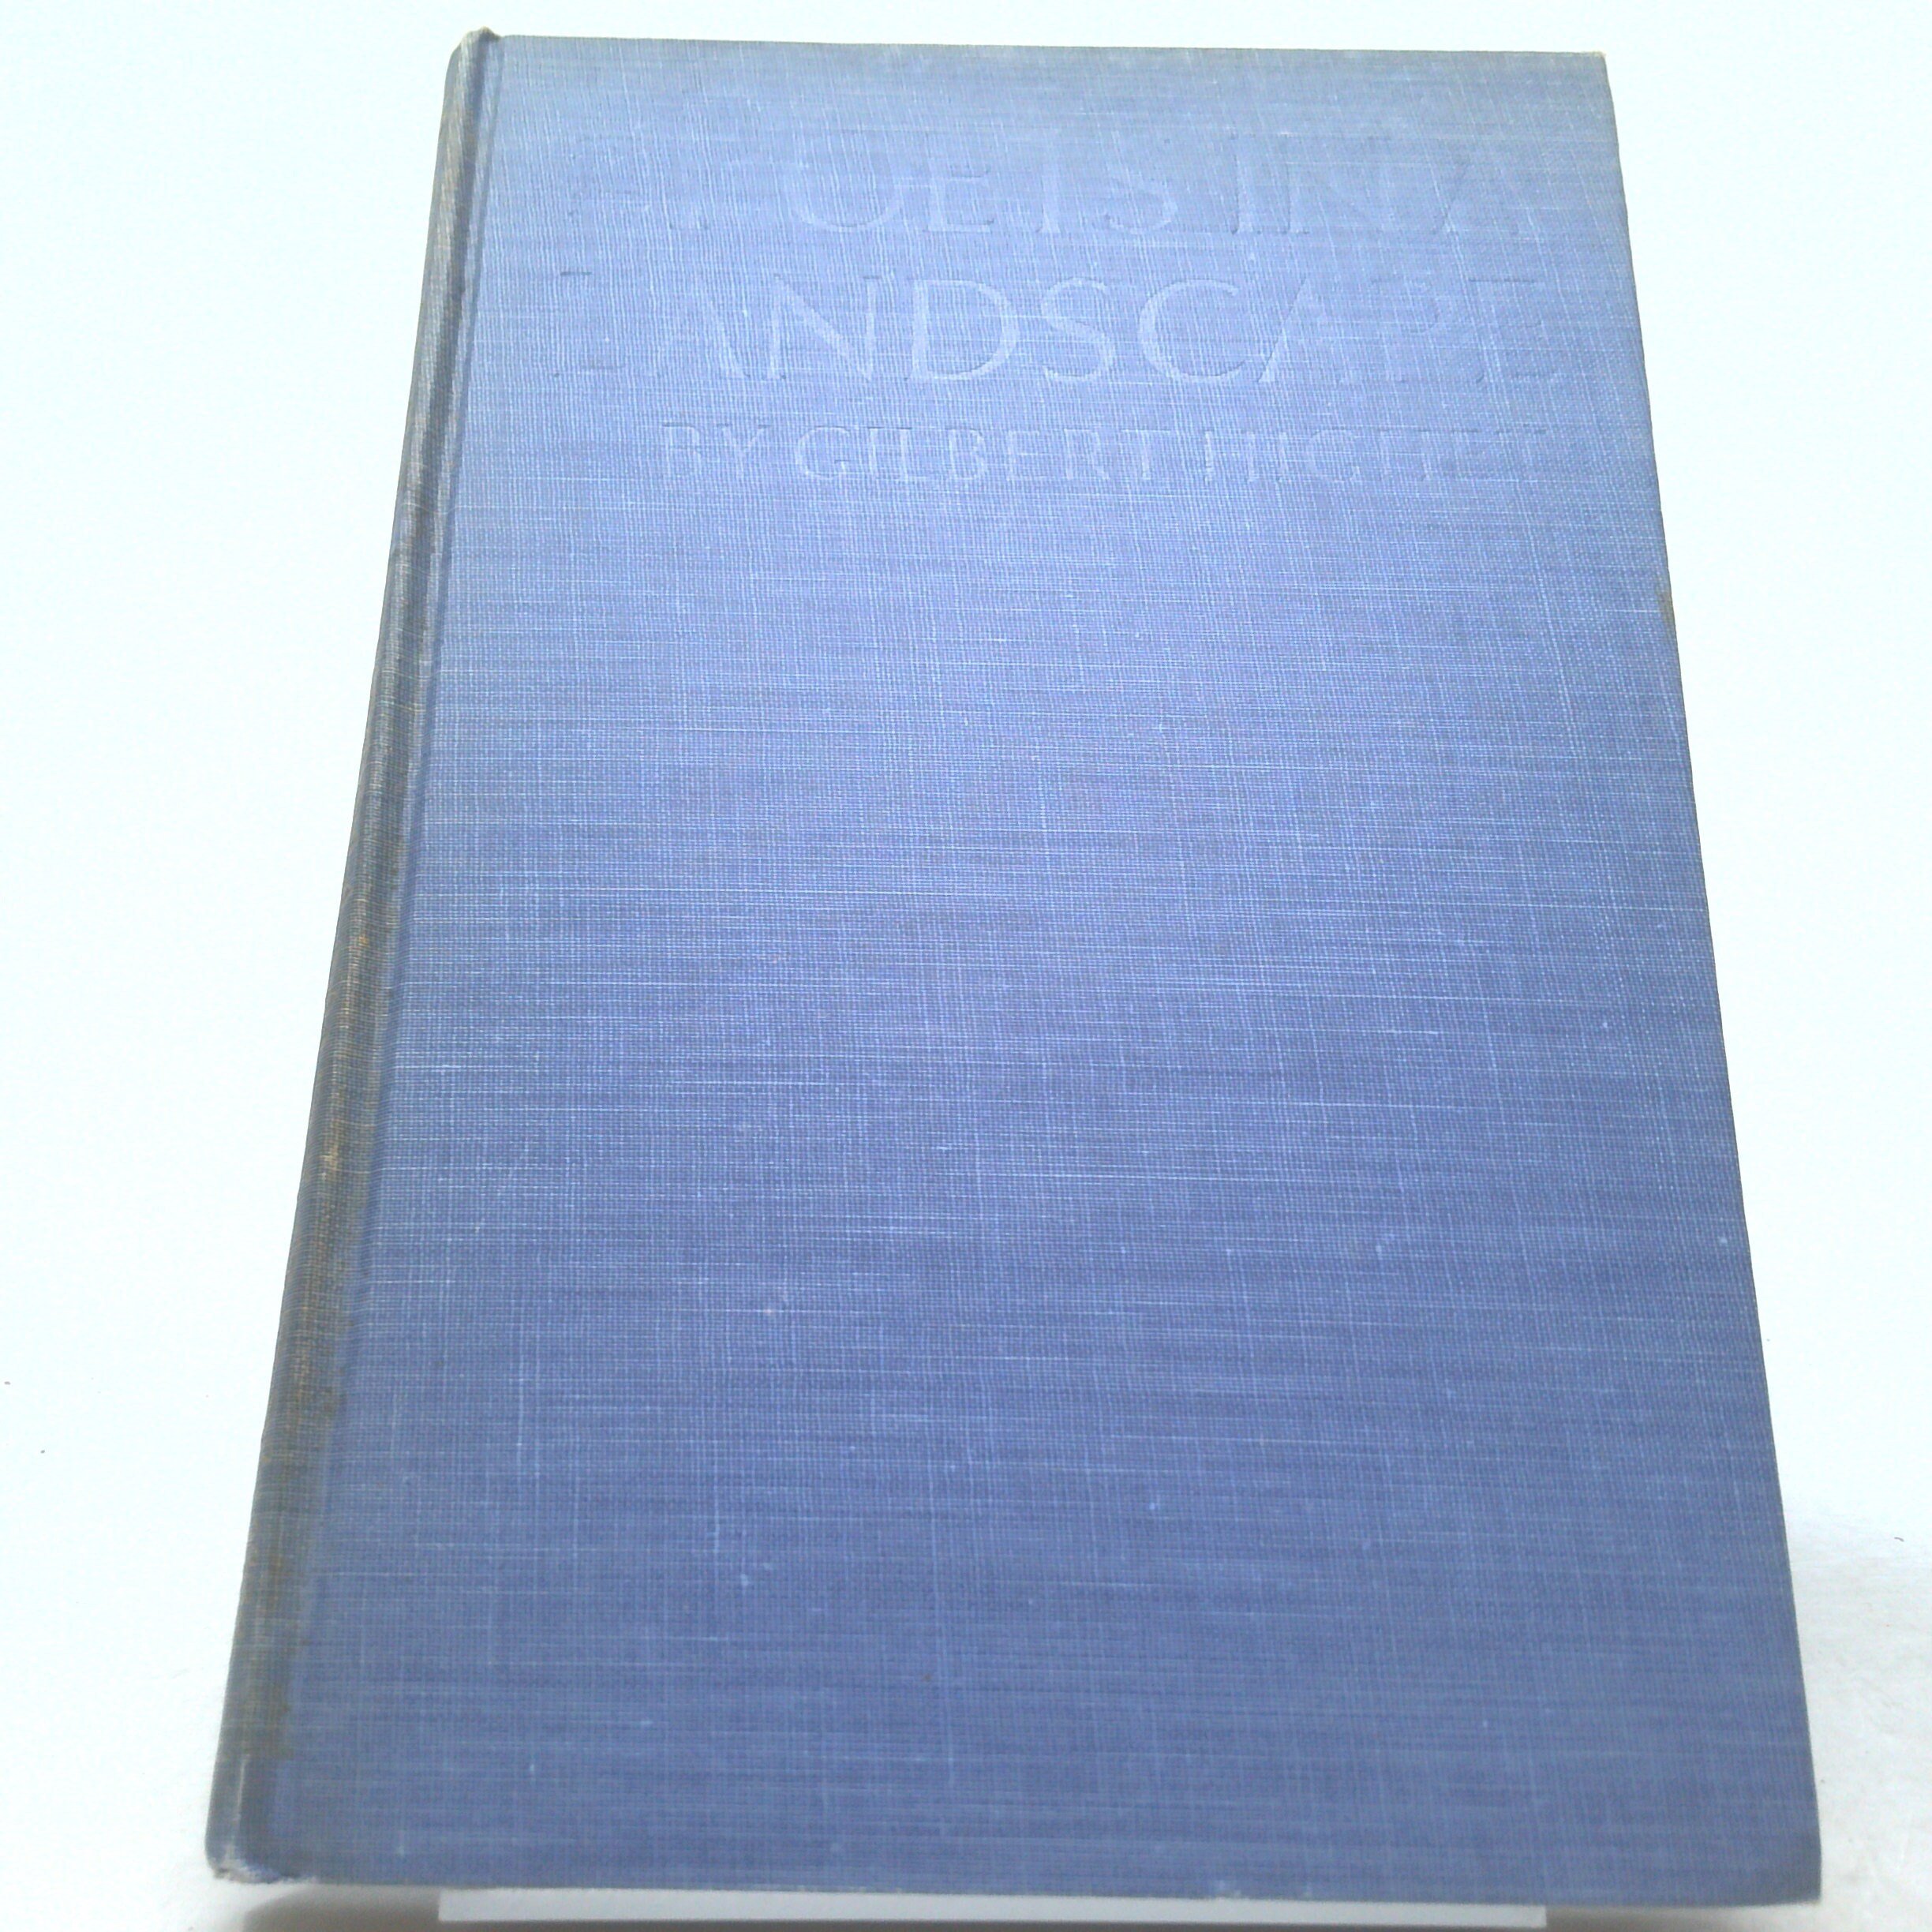 POETS IN A
LANDSCAPE
BY GILBERT HIGHET